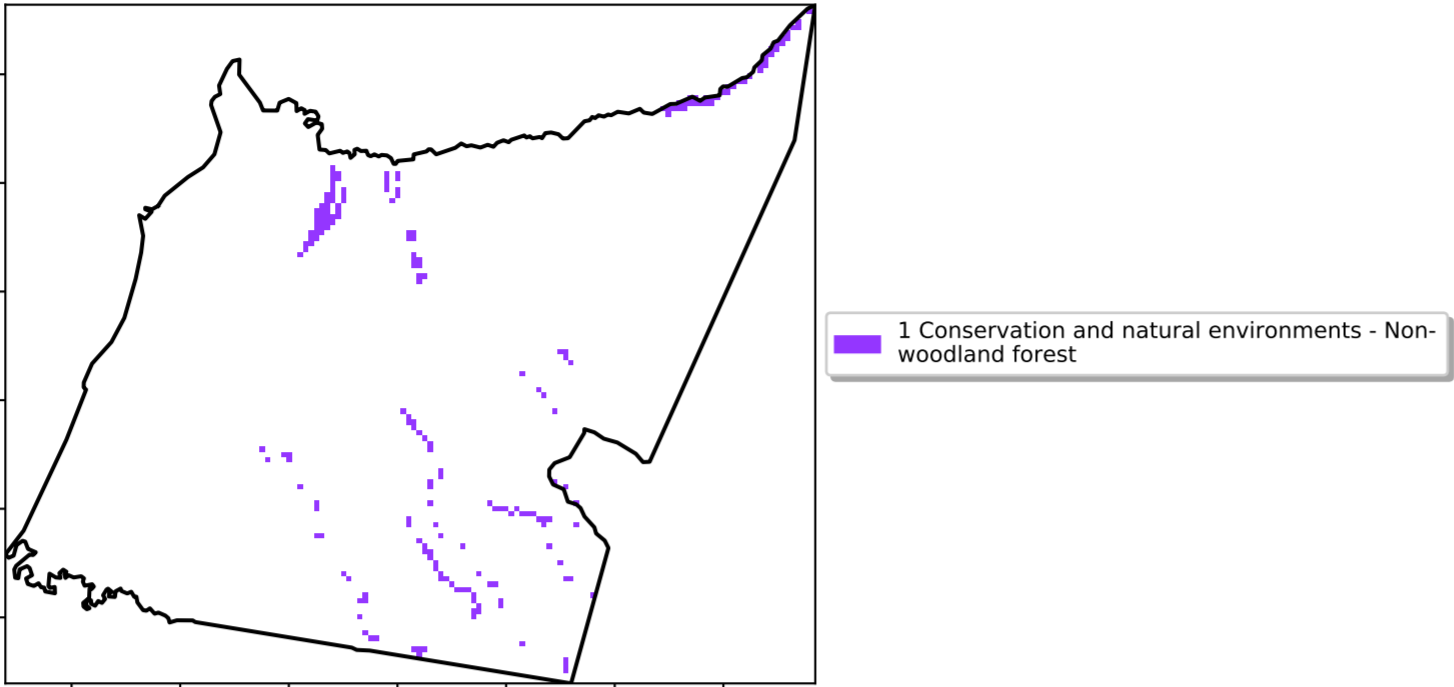 1 Conservation and natural environments - Non-
woodland forest